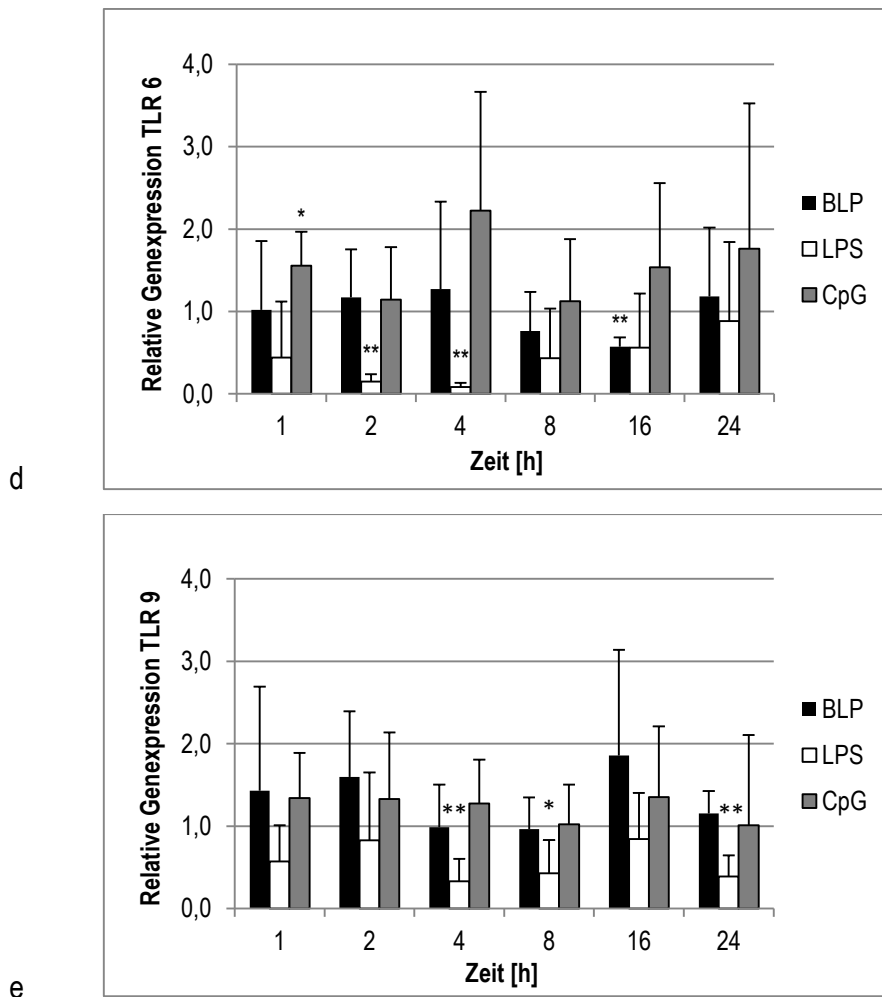 4,0
3,0
2,0
1,0
0,0
Relative Genexpression TLR 6
*
**
**
**
1 2 4 8 16 24
Zeit [h]
BLP
LPS
CpG
d
4,0
3,0
2,0
1,0
0,0
Relative Genexpression TLR 9
**
*
**
1 2 4 8 16 24
Zeit [h]
BLP
LPS
CpG
e